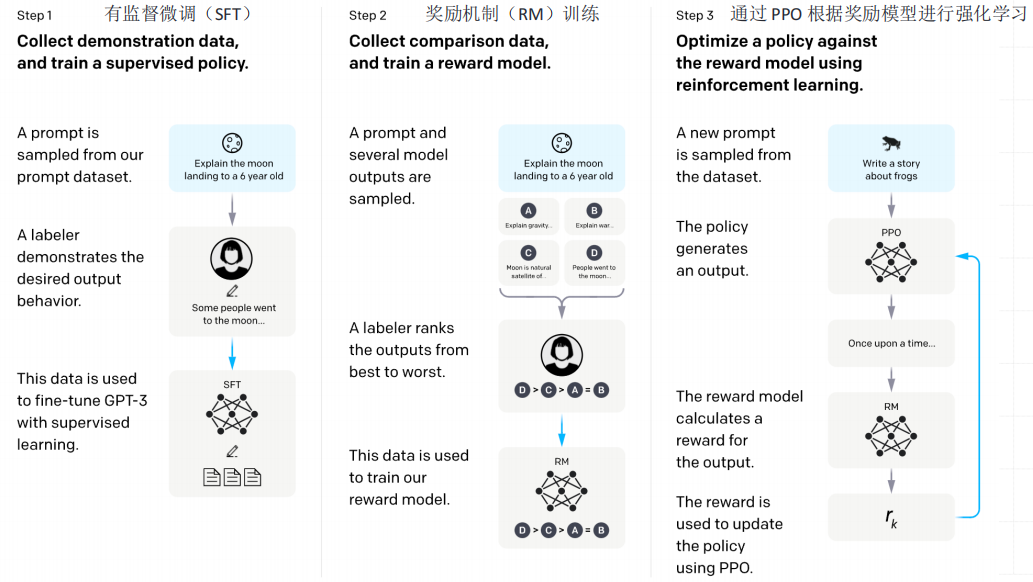 Step 1 有监督微调（SFT）
Collect demonstration data,
and train a supervised policy.
A prompt is
sampled from our
prompt dataset.
Explain the moon
landing to a 6 year old
A labeler
demonstrates the
desired output
behavior.
Some people went
to the moon...
This data is used
to fine-tune GPT-3
with supervised
learning.
SFT
Step 2 奖励机制（RM）训练
Collect comparison data,
and train a reward model.
A prompt and
several model
outputs are
sampled.
Explain the moon
landing to a 6 year old
A
Explain gravity...
B
Explain war...
C
Moon is natural
satellite of...
D
People went to
the moon...
A labeler ranks
the outputs from
best to worst.
D > C > A = B
This data is used
to train our
reward model.
RM
D > C > A = B
Step 3 通过 PPO 根据奖励模型进行强化学习
Optimize a policy against
the reward model using
reinforcement learning.
A new prompt
is sampled from
the dataset.
Write a story
about frogs
The policy
generates
an output.
PPO
Once upon a time...
The reward model
calculates a
reward for
the output.
RM
The reward is
used to update
the policy
using PPO.
rk